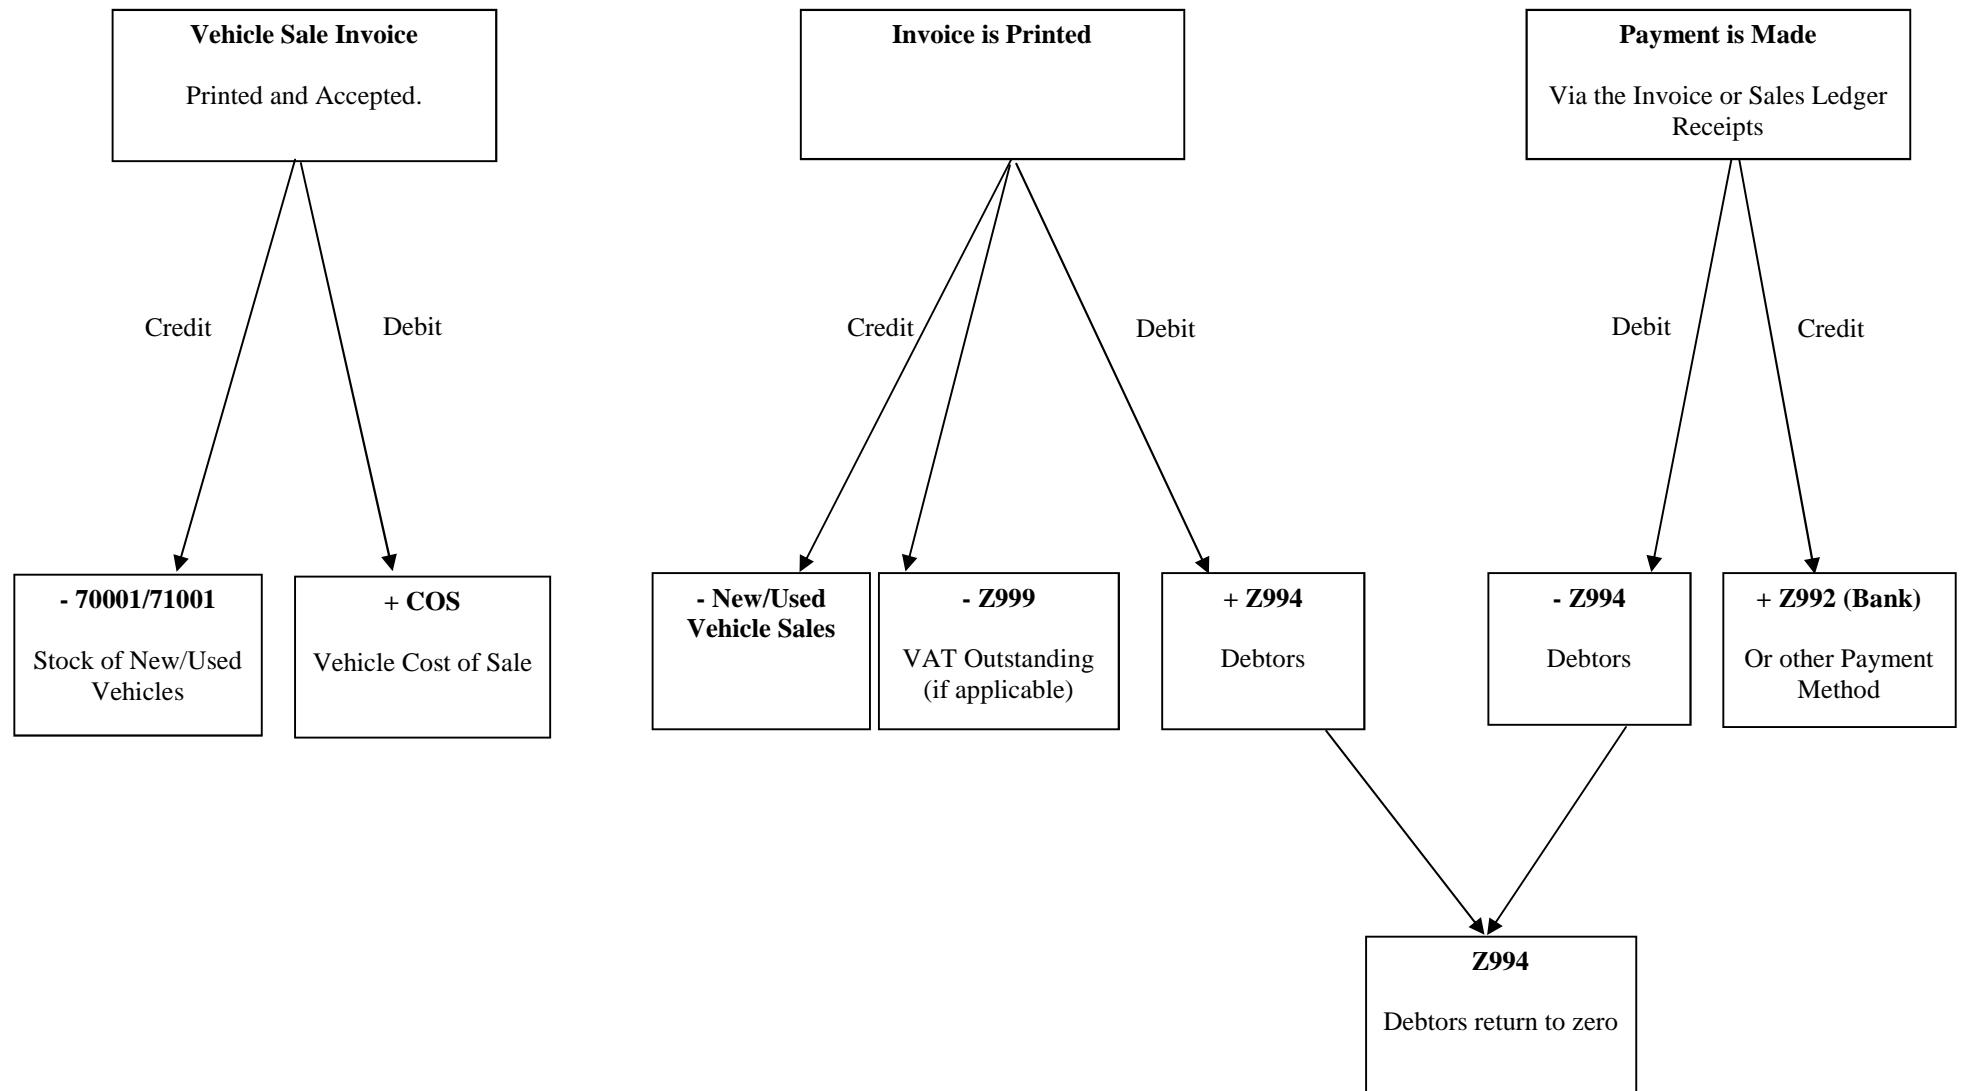 Vehicle Sale Invoice
Printed and Accepted.
Invoice is Printed
Payment is Made
Via the Invoice or Sales Ledger
Receipts
Credit
Debit
Credit
Debit
Debit
Credit
- 70001/71001
Stock of New/Used
Vehicles
+ COS
Vehicle Cost of Sale
- New/Used
Vehicle Sales
- Z999
VAT Outstanding
(if applicable)
+ Z994
Debtors
- Z994
Debtors
+ Z992 (Bank)
Or other Payment
Method
Z994
Debtors return to zero